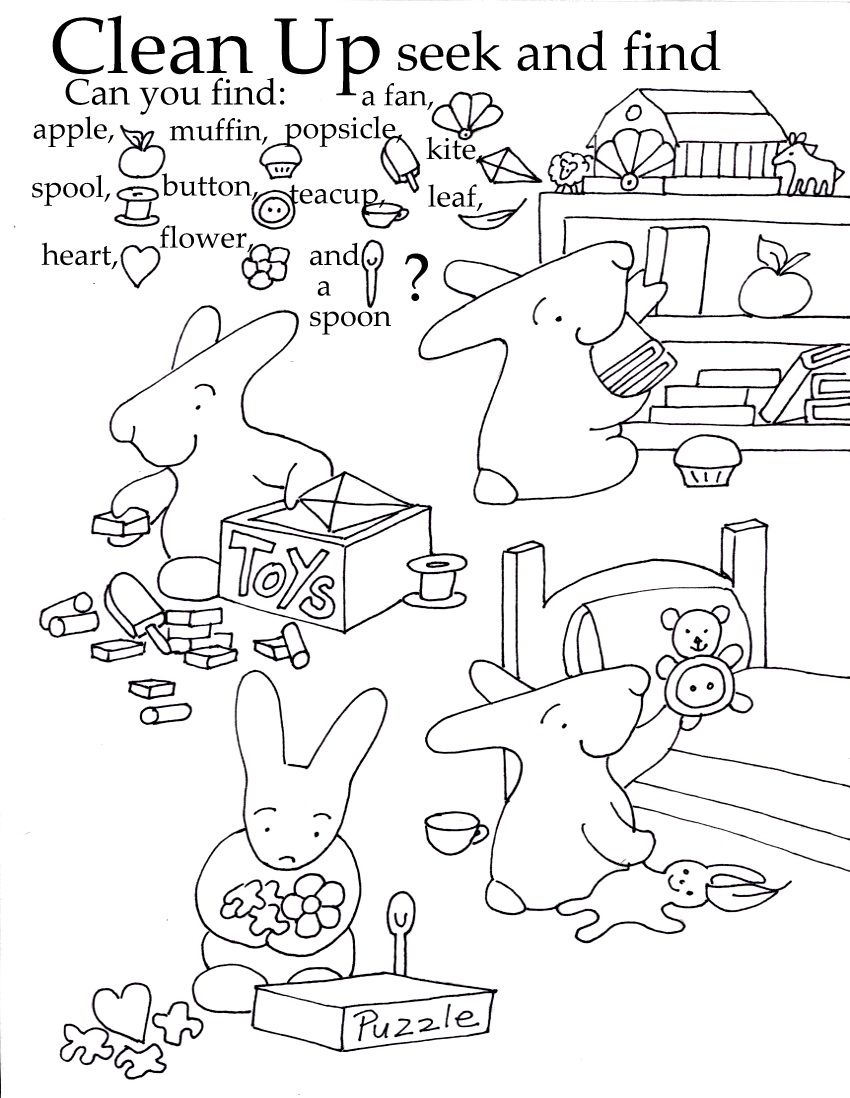 Clean Up seek and find
Can you find: a fan,
apple, muffin, popsicle, kite,
spool, button, teacup, leaf,
heart, flower, and a spoon ?
TOYS
Puzzle